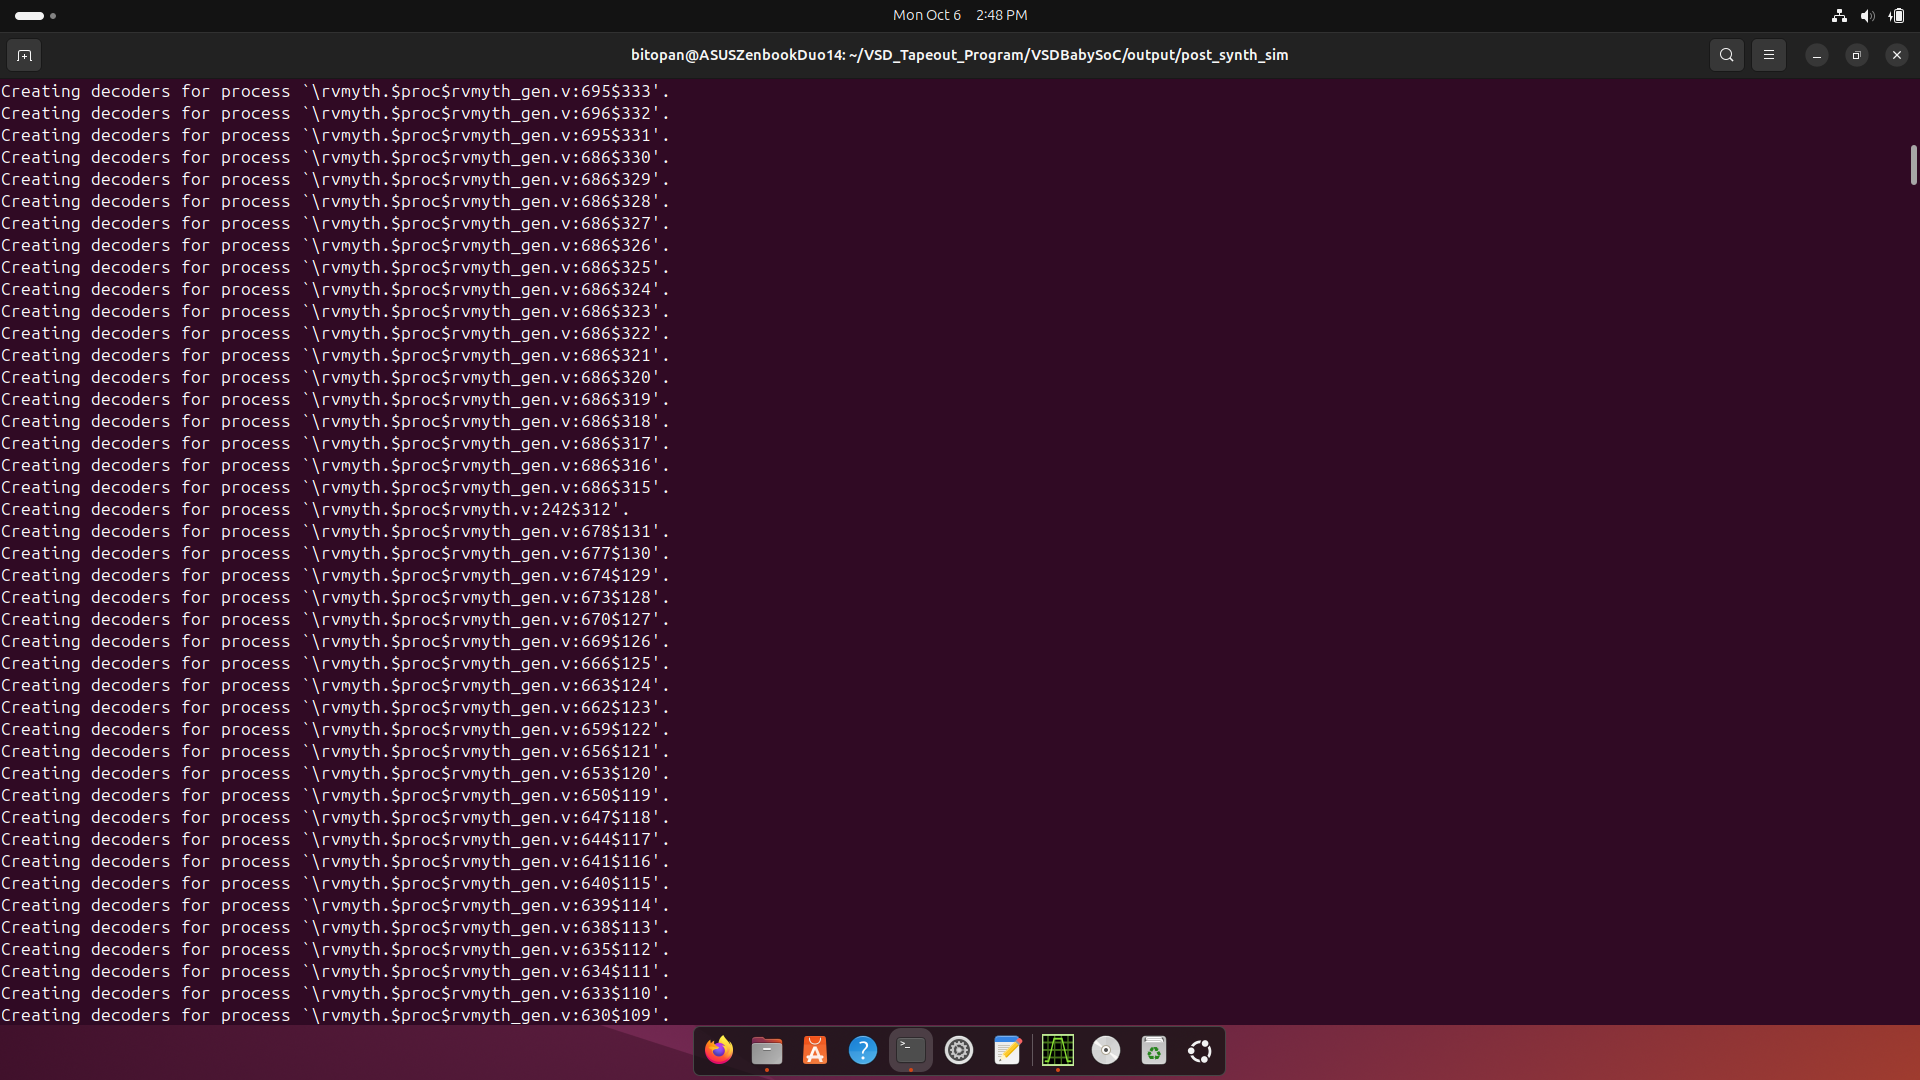 Mon Oct 6 2:48 PM
bitopan@ASUSZenbookDuo14: ~/VSD_Tapeout_Program/VSDBabySoC/output/post_synth_sim
Creating decoders for process `\rvmyth.$proc$rvmyth_gen.v:695$333'.
Creating decoders for process `\rvmyth.$proc$rvmyth_gen.v:696$332'.
Creating decoders for process `\rvmyth.$proc$rvmyth_gen.v:695$331'.
Creating decoders for process `\rvmyth.$proc$rvmyth_gen.v:686$330'.
Creating decoders for process `\rvmyth.$proc$rvmyth_gen.v:686$329'.
Creating decoders for process `\rvmyth.$proc$rvmyth_gen.v:686$328'.
Creating decoders for process `\rvmyth.$proc$rvmyth_gen.v:686$327'.
Creating decoders for process `\rvmyth.$proc$rvmyth_gen.v:686$326'.
Creating decoders for process `\rvmyth.$proc$rvmyth_gen.v:686$325'.
Creating decoders for process `\rvmyth.$proc$rvmyth_gen.v:686$324'.
Creating decoders for process `\rvmyth.$proc$rvmyth_gen.v:686$323'.
Creating decoders for process `\rvmyth.$proc$rvmyth_gen.v:686$322'.
Creating decoders for process `\rvmyth.$proc$rvmyth_gen.v:686$321'.
Creating decoders for process `\rvmyth.$proc$rvmyth_gen.v:686$320'.
Creating decoders for process `\rvmyth.$proc$rvmyth_gen.v:686$319'.
Creating decoders for process `\rvmyth.$proc$rvmyth_gen.v:686$318'.
Creating decoders for process `\rvmyth.$proc$rvmyth_gen.v:686$317'.
Creating decoders for process `\rvmyth.$proc$rvmyth_gen.v:686$316'.
Creating decoders for process `\rvmyth.$proc$rvmyth_gen.v:686$315'.
Creating decoders for process `\rvmyth.$proc$rvmyth.v:242$312'.
Creating decoders for process `\rvmyth.$proc$rvmyth_gen.v:678$131'.
Creating decoders for process `\rvmyth.$proc$rvmyth_gen.v:677$130'.
Creating decoders for process `\rvmyth.$proc$rvmyth_gen.v:674$129'.
Creating decoders for process `\rvmyth.$proc$rvmyth_gen.v:673$128'.
Creating decoders for process `\rvmyth.$proc$rvmyth_gen.v:670$127'.
Creating decoders for process `\rvmyth.$proc$rvmyth_gen.v:669$126'.
Creating decoders for process `\rvmyth.$proc$rvmyth_gen.v:666$125'.
Creating decoders for process `\rvmyth.$proc$rvmyth_gen.v:663$124'.
Creating decoders for process `\rvmyth.$proc$rvmyth_gen.v:662$123'.
Creating decoders for process `\rvmyth.$proc$rvmyth_gen.v:659$122'.
Creating decoders for process `\rvmyth.$proc$rvmyth_gen.v:656$121'.
Creating decoders for process `\rvmyth.$proc$rvmyth_gen.v:653$120'.
Creating decoders for process `\rvmyth.$proc$rvmyth_gen.v:650$119'.
Creating decoders for process `\rvmyth.$proc$rvmyth_gen.v:647$118'.
Creating decoders for process `\rvmyth.$proc$rvmyth_gen.v:644$117'.
Creating decoders for process `\rvmyth.$proc$rvmyth_gen.v:641$116'.
Creating decoders for process `\rvmyth.$proc$rvmyth_gen.v:640$115'.
Creating decoders for process `\rvmyth.$proc$rvmyth_gen.v:639$114'.
Creating decoders for process `\rvmyth.$proc$rvmyth_gen.v:638$113'.
Creating decoders for process `\rvmyth.$proc$rvmyth_gen.v:635$112'.
Creating decoders for process `\rvmyth.$proc$rvmyth_gen.v:634$111'.
Creating decoders for process `\rvmyth.$proc$rvmyth_gen.v:633$110'.
Creating decoders for process `\rvmyth.$proc$rvmyth_gen.v:630$109'.